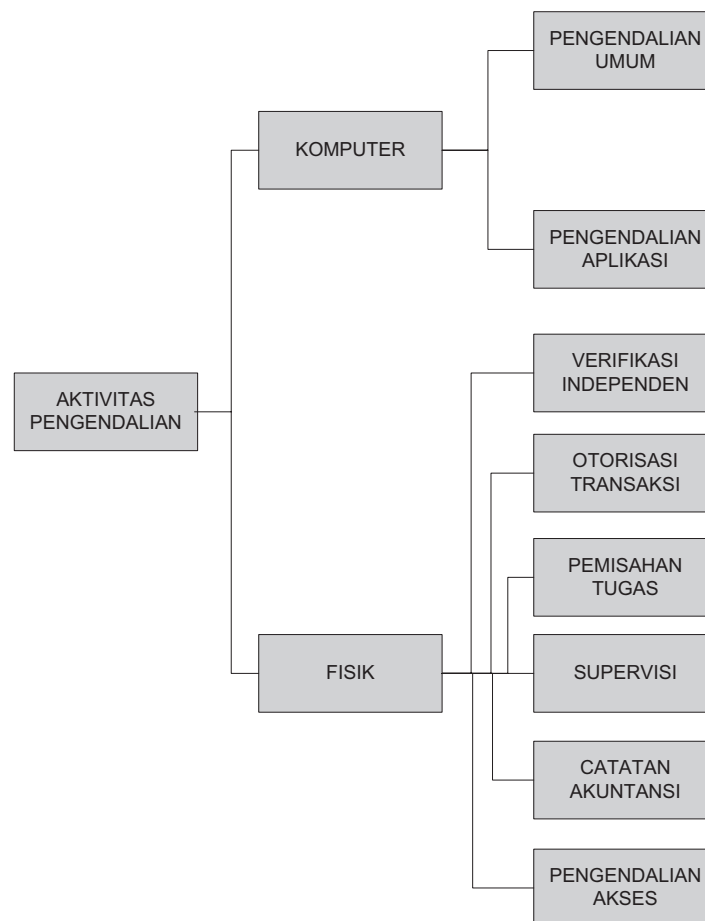 PENGENDALIAN
UMUM
KOMPUTER
PENGENDALIAN
APLIKASI
VERIFIKASI
INDEPENDEN
AKTIVITAS
PENGENDALIAN
OTORISASI
TRANSAKSI
PEMISAHAN
TUGAS
FISIK
SUPERVISI
CATATAN
AKUNTANSI
PENGENDALIAN
AKSES